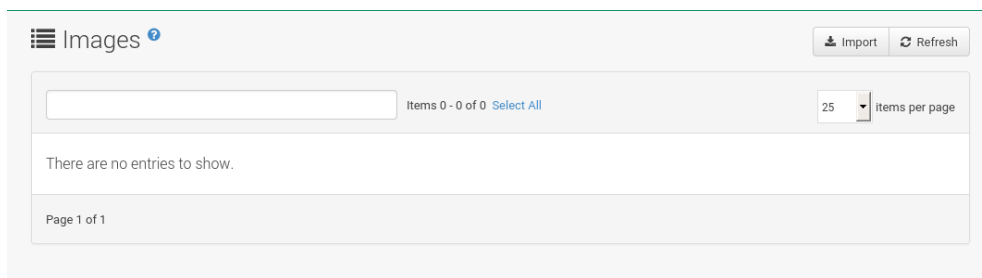 Images ?
Import Refresh
Items 0 - 0 of 0 Select All 25 items per page
There are no entries to show.
Page 1 of 1